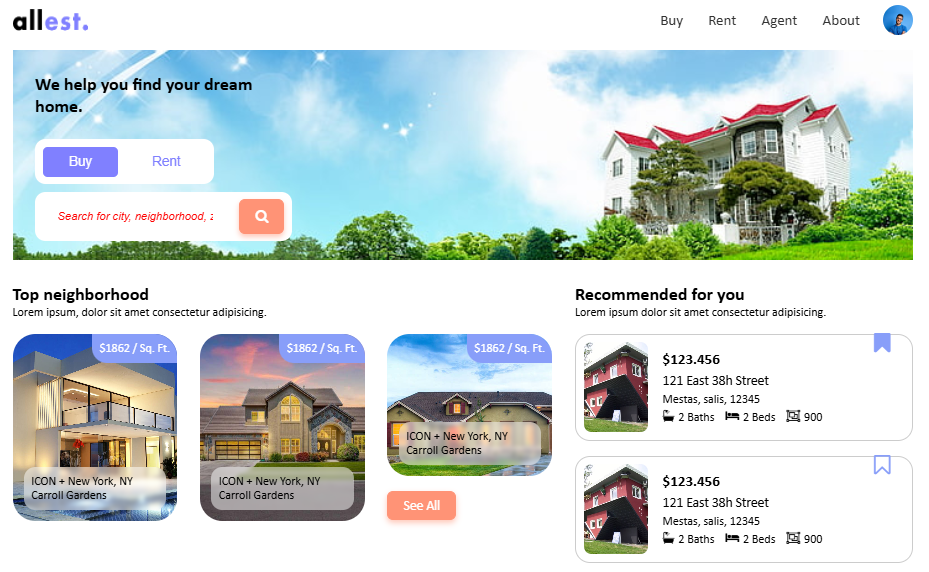 allest.
Buy
Rent
Agent
About
We help you find your dream
home.
Buy
Rent
Search for city, neighborhood, z
Top neighborhood
Lorem ipsum, dolor sit amet consectetur adipisicing.
$1862 / Sq. Ft.
ICON + New York, NY
Carroll Gardens
$1862 / Sq. Ft.
ICON + New York, NY
Carroll Gardens
$1862 / Sq. Ft.
ICON + New York, NY
Carroll Gardens
See All
Recommended for you
Lorem ipsum dolor sit amet consectetur adipisicing.
$123.456
121 East 38h Street
Mestas, salis, 12345
2 Baths
2 Beds
900
$123.456
121 East 38h Street
Mestas, salis, 12345
2 Baths
2 Beds
900